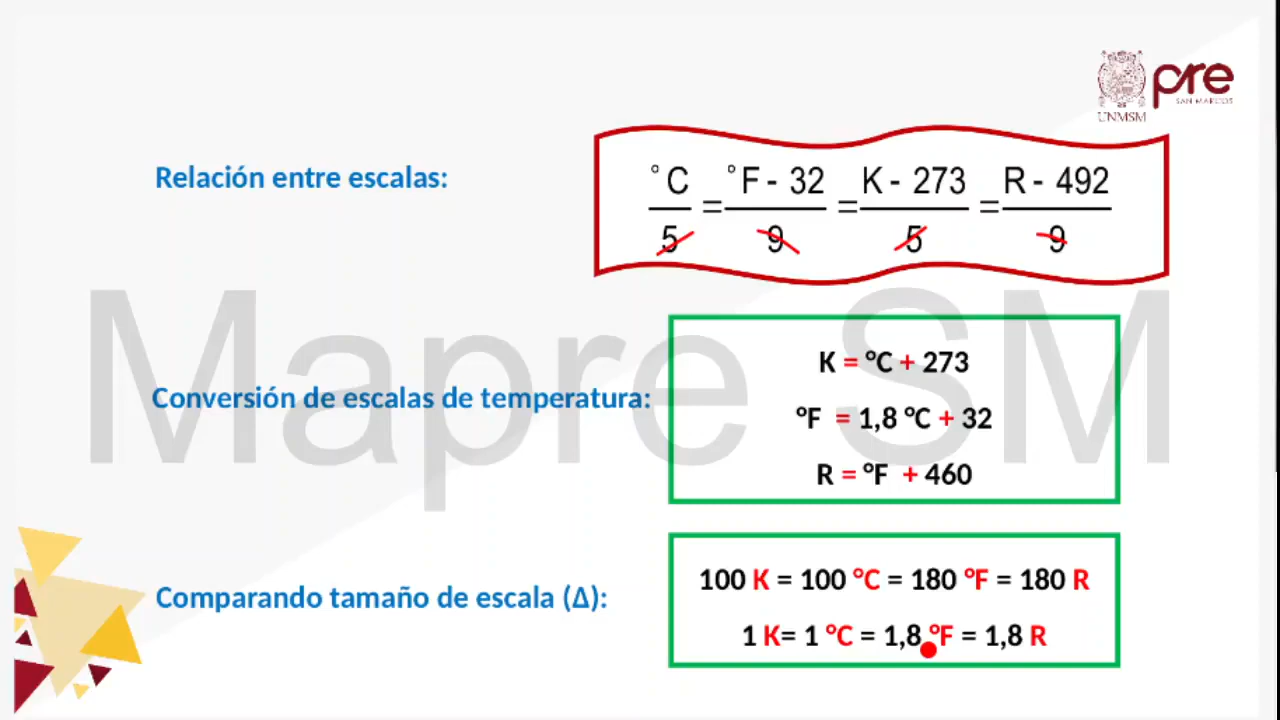 pre
SAN MARCOS
UNMSM
Relación entre escalas:
°C/5 = °F - 32/9 = K - 273/5 = R - 492/9
Conversión de escalas de temperatura:
K = °C + 273
°F = 1,8 °C + 32
R = °F + 460
Comparando tamaño de escala (Δ):
100 K = 100 °C = 180 °F = 180 R
1 K= 1 °C = 1,8 °F = 1,8 R
Mapre SM